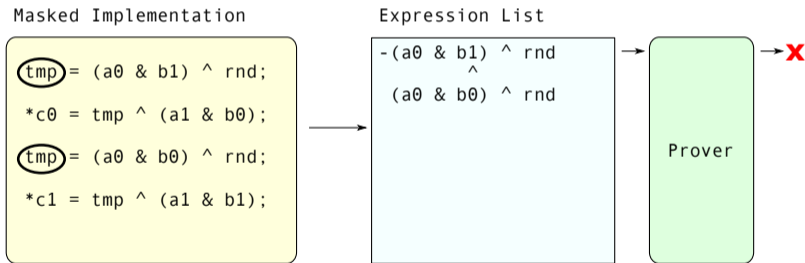 Masked Implementation
Expression List
tmp = (a0 & b1) ^ rnd;
*c0 = tmp ^ (a1 & b0);
tmp = (a0 & b0) ^ rnd;
*c1 = tmp ^ (a1 & b1);
-(a0 & b1) ^ rnd
^
(a0 & b0) ^ rnd
Prover
X